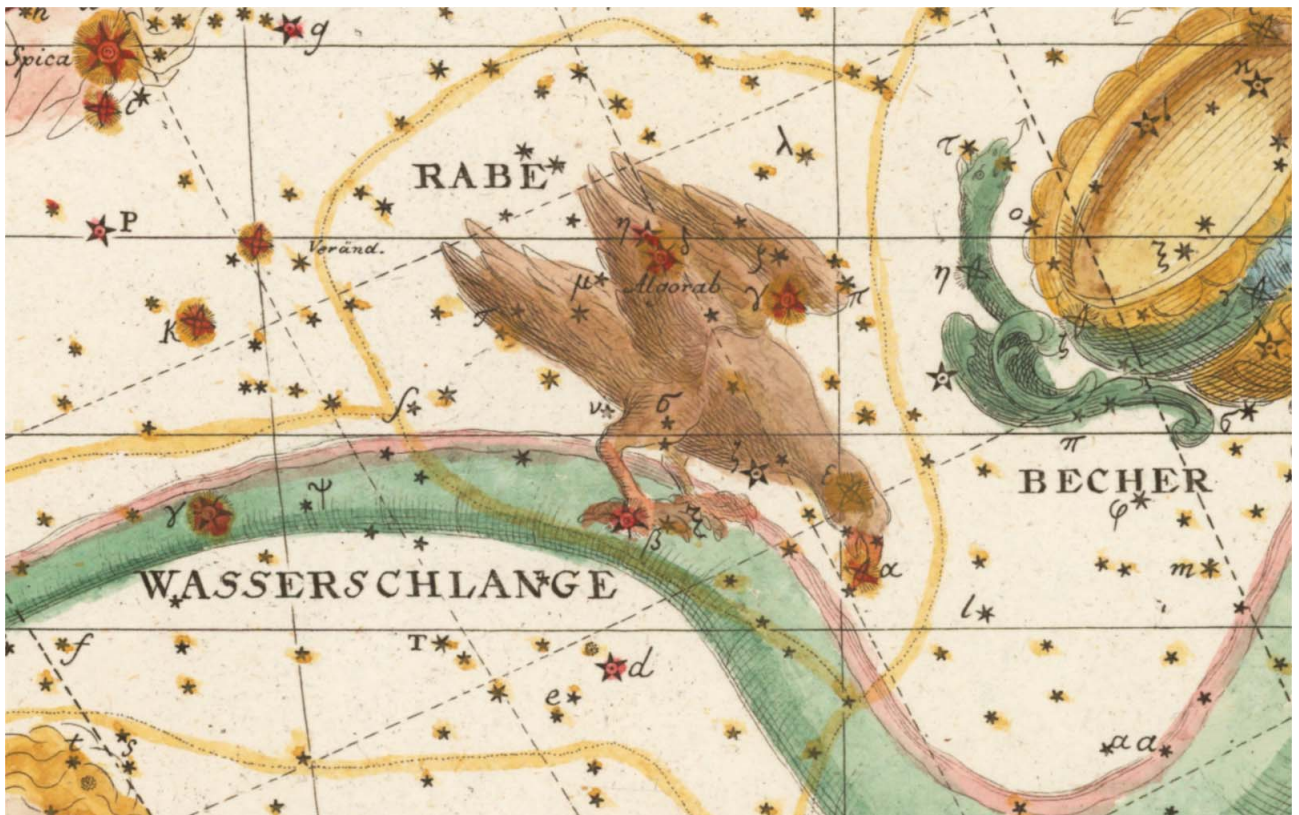 g
Spica
RABE
λ
τ
P
o
η
δ
ζ
ξ
Veränd.
η
μ
Algorab
γ
π
K
ν
σ
π
σ
ζ
ε
BECHER
γ
ψ
φ
β
ξ
WASSERSCHLANGE
α
m
l
f
T
d
e
t
s
a a